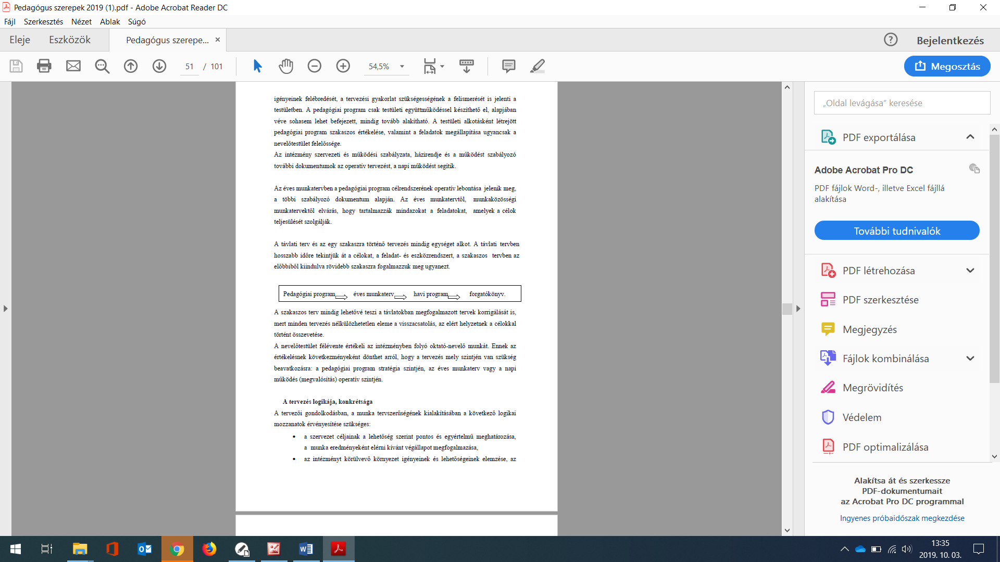 Pedagógus szerepek 2019 (1).pdf - Adobe Acrobat Reader DC
Fájl Szerkesztés Nézet Ablak Súgó
Eleje Eszközök Pedagógus szerepe... × ? Bejelentkezés
51 / 101 54,5% Megosztás
igényeinek felébredését, a tervezési gyakorlat szükségességének a felismerését is jelenti a
testületben. A pedagógiai program csak testületi együttműködéssel készíthető el, alapjában
véve sohasem lehet befejezett, mindig tovább alakítható. A testületi alkotásként létrejött
pedagógiai program szakaszos értékelése, valamint a feladatok megállapítása ugyancsak a
nevelőtestület felelőssége.
Az intézmény szervezeti és működési szabályzata, házirendje és a működést szabályozó
további dokumentumok az operatív tervezést, a napi működést segítik.
Az éves munkatervben a pedagógiai program célrendszerének operatív lebontása jelenik meg,
a többi szabályozó dokumentum alapján. Az éves munkatervtől, munkaközösségi
munkatervektől elvárás, hogy tartalmazzák mindazokat a feladatokat, amelyek a célok
teljesülését szolgálják.
A távlati terv és az egy szakaszra történő tervezés mindig egységet alkot. A távlati tervben
hosszabb időre tekintjük át a célokat, a feladat- és eszközrendszert, a szakaszos tervben az
előbbiből kiindulva rövidebb szakaszra fogalmazzuk meg ugyanezt.
Pedagógiai program éves munkaterv havi program forgatókönyv.
A szakaszos terv mindig lehetővé teszi a távlatokban megfogalmazott tervek korrigálását is,
mert minden tervezés nélkülözhetetlen eleme a visszacsatolás, az elért helyzetnek a célokkal
történt összevetése.
A nevelőtestület félévente értékeli az intézményben folyó oktató-nevelő munkát. Ennek az
értékelésnek következményeként dönthet arról, hogy a tervezés mely szintjén van szükség
beavatkozásra: a pedagógiai program stratégia szintjén, az éves munkaterv vagy a napi
működés (megvalósítás) operatív szintjén.
A tervezés logikája, konkrétsága
A tervezői gondolkodásban, a munka tervszerűségének kialakításában a következő logikai
mozzanatok érvényesítése szükséges:
• a szervezet céljainak a lehetőség szerint pontos és egyértelmű meghatározása,
a munka eredményeként elérni kívánt végállapot megfogalmazása,
• az intézményt körülvevő környezet igényeinek és lehetőségeinek elemzése, az
„Oldal levágása” keresése
PDF exportálása
Adobe Acrobat Pro DC
PDF fájlok Word-, illetve Excel fájllá
alakítása
További tudnivalók
PDF létrehozása
PDF szerkesztése
Megjegyzés
Fájlok kombinálása
Megrövidítés
Védelem
PDF optimalizálása
Alakítsa át és szerkessze
PDF-dokumentumait
az Acrobat Pro DC programmal
Ingyenes próbaidőszak megkezdése
13:35
2019. 10. 03.